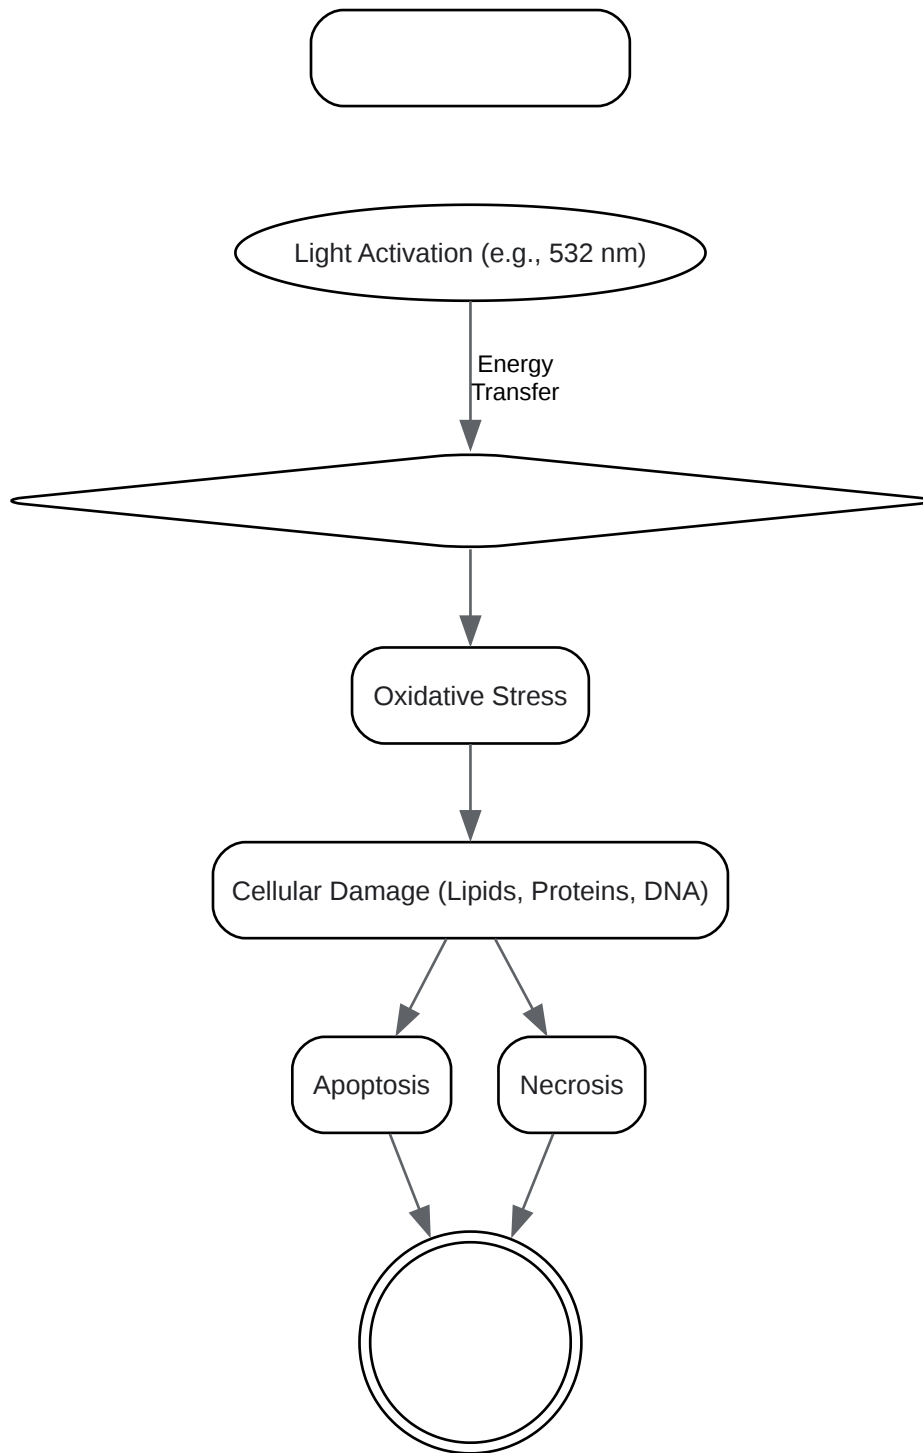 Light Activation (e.g., 532 nm)
Energy
Transfer
Oxidative Stress
Cellular Damage (Lipids, Proteins, DNA)
Apoptosis
Necrosis